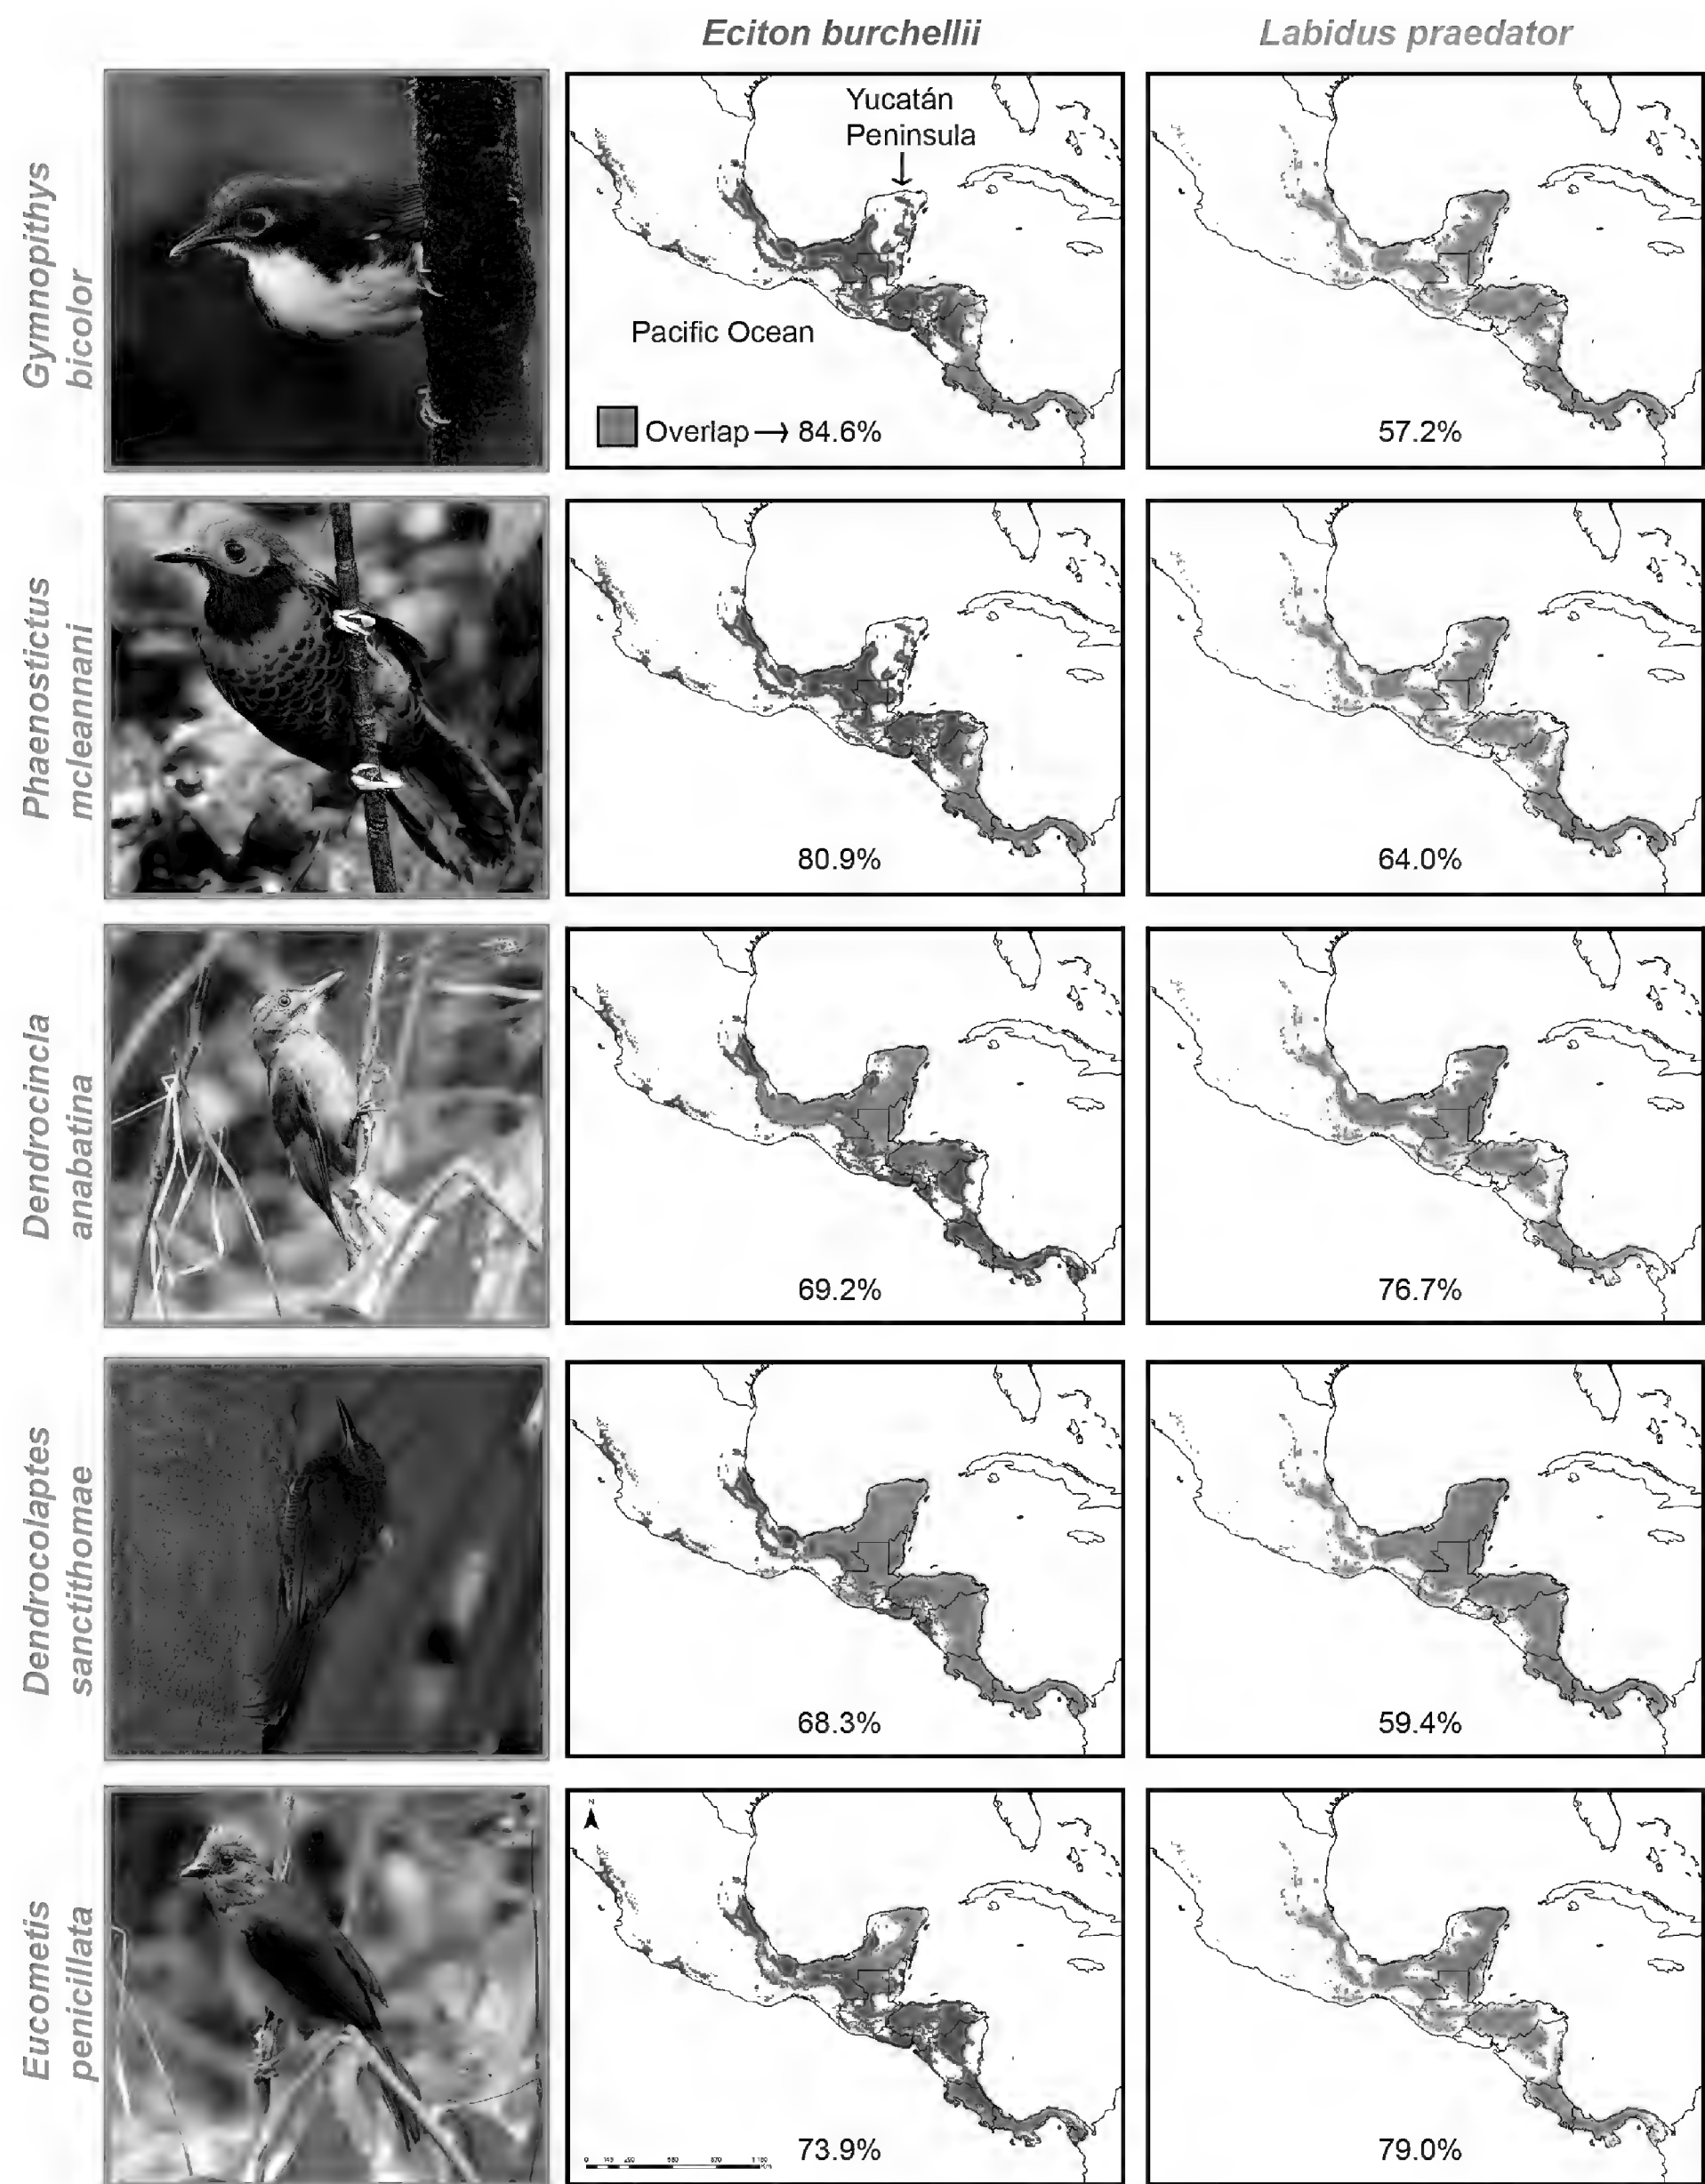 Eciton burchellii
Labidus praedator
Gymnopithys
bicolor
Yucatán
Peninsula
Pacific Ocean
Overlap → 84.6%
57.2%
Phaenostictus
mcleannani
80.9%
64.0%
Dendrocincla
anabatina
69.2%
76.7%
Dendrocolaptes
sanctithomae
68.3%
59.4%
Eucometis
penicillata
N
73.9%
79.0%